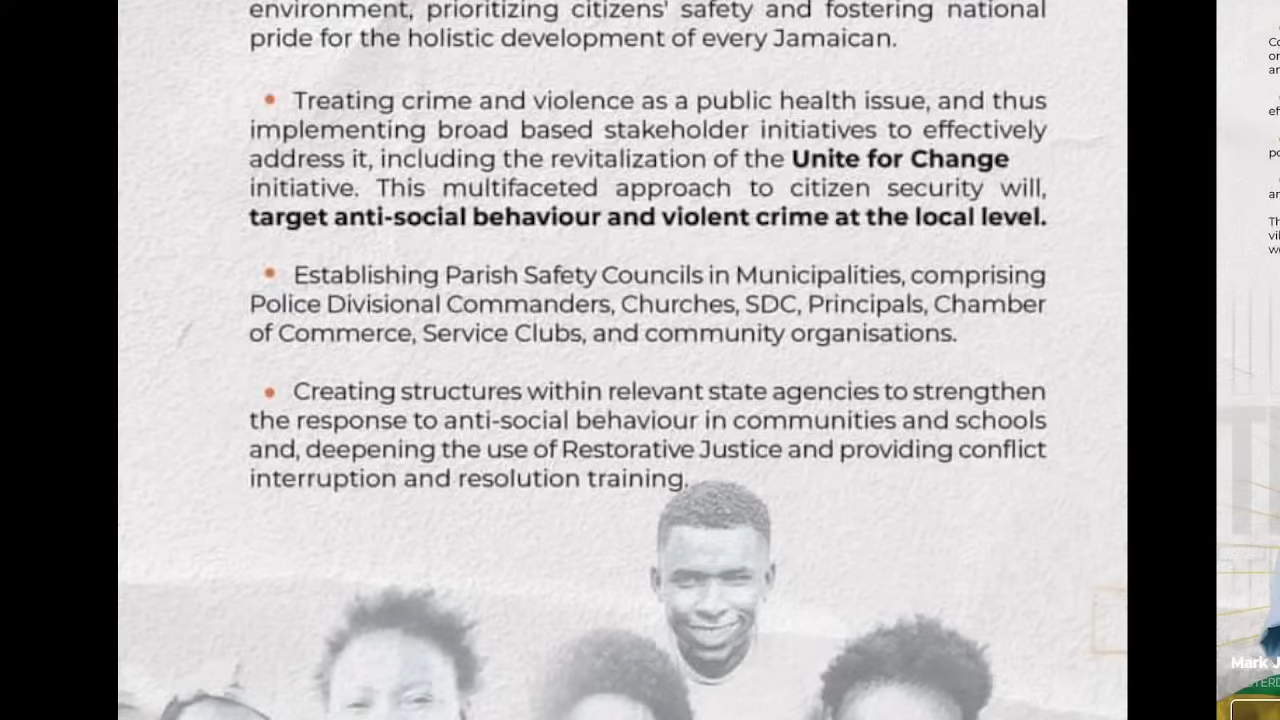 environment, prioritizing citizens' safety and fostering national
pride for the holistic development of every Jamaican.
• Treating crime and violence as a public health issue, and thus
implementing broad based stakeholder initiatives to effectively
address it, including the revitalization of the Unite for Change
initiative. This multifaceted approach to citizen security will,
target anti-social behaviour and violent crime at the local level.
• Establishing Parish Safety Councils in Municipalities, comprising
Police Divisional Commanders, Churches, SDC, Principals, Chamber
of Commerce, Service Clubs, and community organisations.
• Creating structures within relevant state agencies to strengthen
the response to anti-social behaviour in communities and schools
and, deepening the use of Restorative Justice and providing conflict
interruption and resolution training.
Mark J